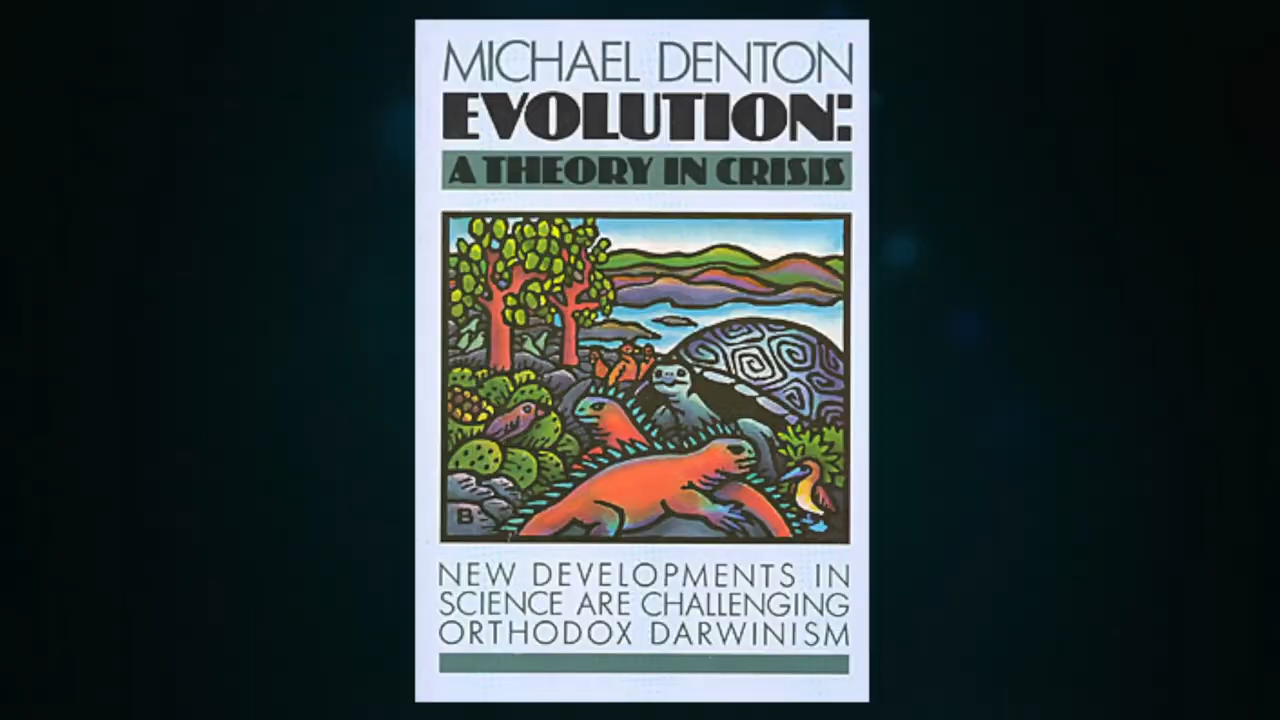 MICHAEL DENTON
EVOLUTION:
A THEORY IN CRISIS
B
NEW DEVELOPMENTS IN
SCIENCE ARE CHALLENGING
ORTHODOX DARWINISM